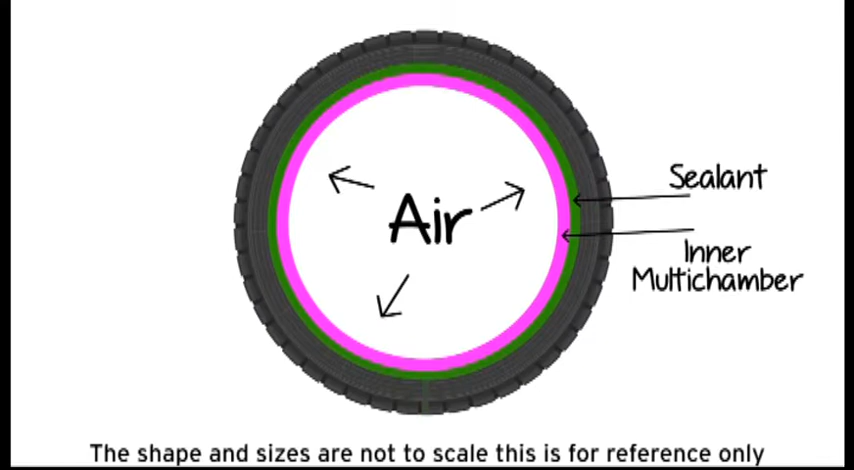 Sealant
Air
Inner
Multichamber
The shape and sizes are not to scale this is for reference only